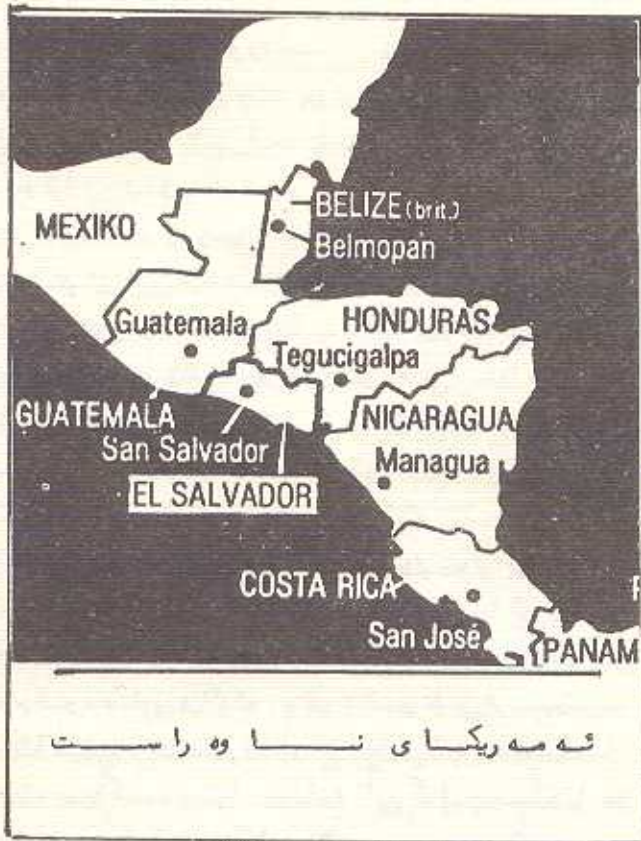 BELIZE (brit.)
MEXIKO
Belmopan
Guatemala
HONDURAS
Tegucigalpa
GUATEMALA
NICARAGUA
San Salvador
Managua
EL SALVADOR
COSTA RICA
San José
PANAM
ئەمەریکای ناوەراست